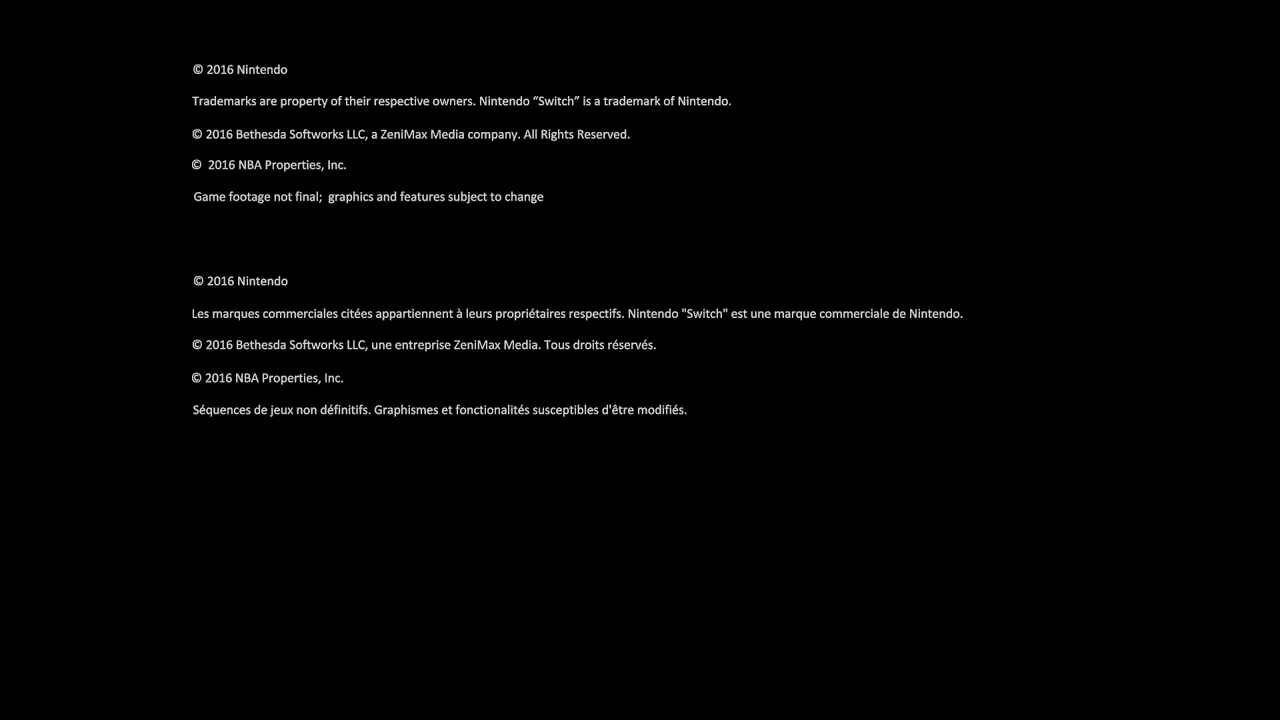 © 2016 Nintendo
Trademarks are property of their respective owners. Nintendo “Switch” is a trademark of Nintendo.
© 2016 Bethesda Softworks LLC, a ZeniMax Media company. All Rights Reserved.
© 2016 NBA Properties, Inc.
Game footage not final; graphics and features subject to change
© 2016 Nintendo
Les marques commerciales citées appartiennent à leurs propriétaires respectifs. Nintendo "Switch" est une marque commerciale de Nintendo.
© 2016 Bethesda Softworks LLC, une entreprise ZeniMax Media. Tous droits réservés.
© 2016 NBA Properties, Inc.
Séquences de jeux non définitifs. Graphismes et fonctionalités susceptibles d'être modifiés.